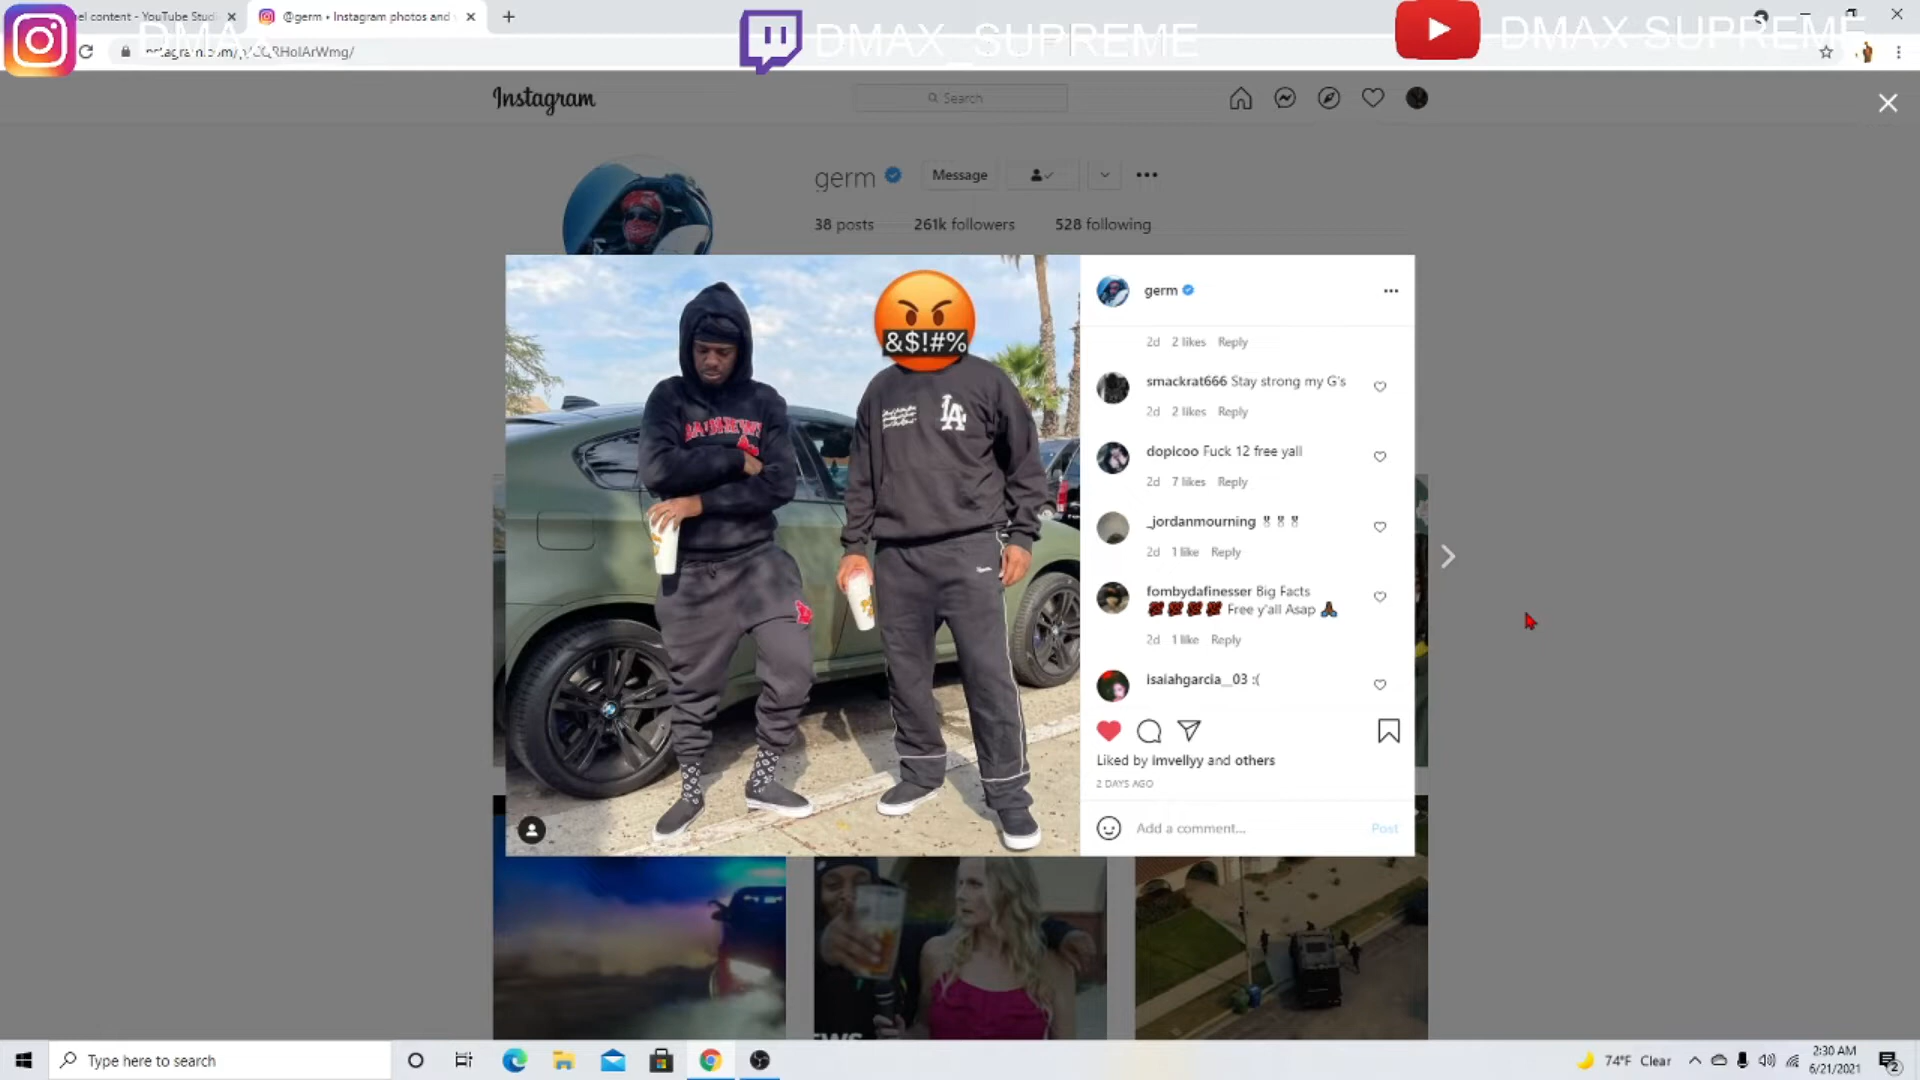 nel content - YouTube Studi
@germ • Instagram photos and v
DMAX_SUPREME
DMAX SUPREME
Instagram
Search
germ
Message
38 posts 261k followers 528 following
&$!#%
LA
germ
2d 2 likes Reply
smackrat666 Stay strong my G's
2d 2 likes Reply
dopicoo Fuck 12 free yall
2d 7 likes Reply
_jordanmourning 🎖🎖🎖
2d 1 like Reply
fombydafinesser Big Facts
💯💯💯💯 Free y'all Asap 🙏🏾
2d 1 like Reply
isaiahgarcia__03 :(
Liked by imvellyy and others
2 DAYS AGO
Add a comment... Post
Type here to search
74°F Clear
2:30 AM
6/21/2021
2